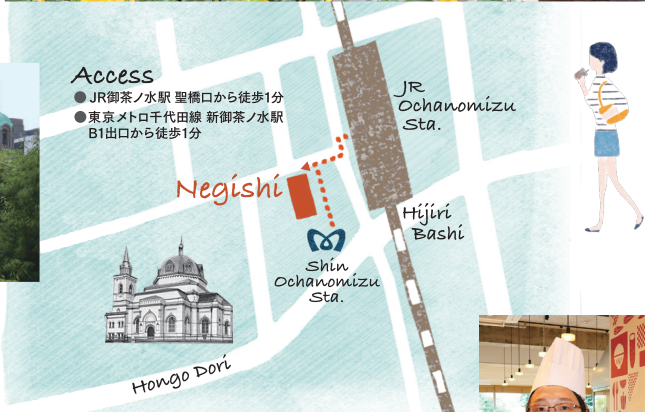 Access
● JR御茶ノ水駅 聖橋口から徒歩1分
● 東京メトロ千代田線 新御茶ノ水駅
B1出口から徒歩1分
JR
Ochanomizu
Sta.
Negishi
Hijiri
Bashi
Shin
Ochanomizu
Sta.
Hongo Dori